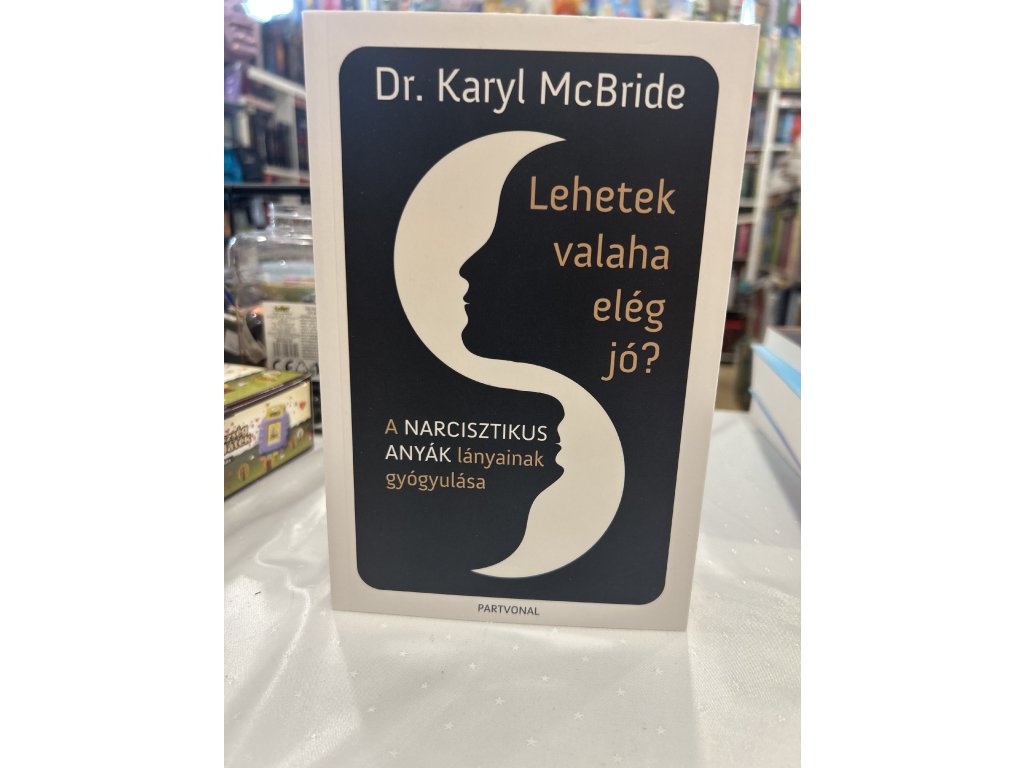 Dr. Karyl McBride
Lehetek
valaha
elég
jó?
A NARCISZTIKUS
ANYÁK lányainak
gyógyulása
PARTVONAL